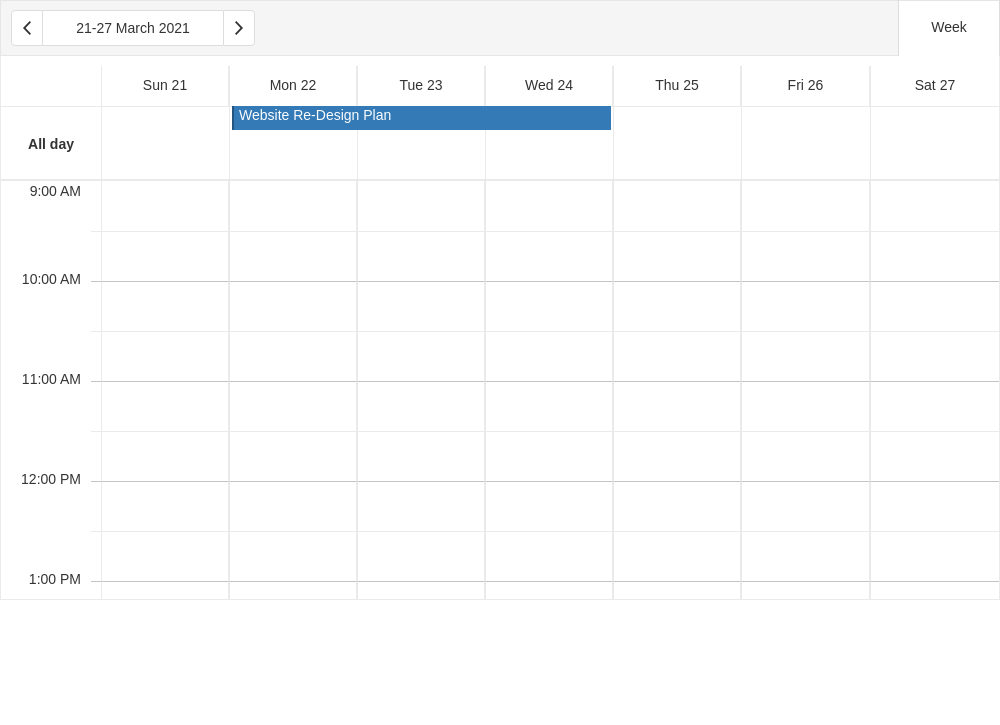 21-27 March 2021
Week
Sun 21
Mon 22
Tue 23
Wed 24
Thu 25
Fri 26
Sat 27
Website Re-Design Plan
All day
9:00 AM
10:00 AM
11:00 AM
12:00 PM
1:00 PM